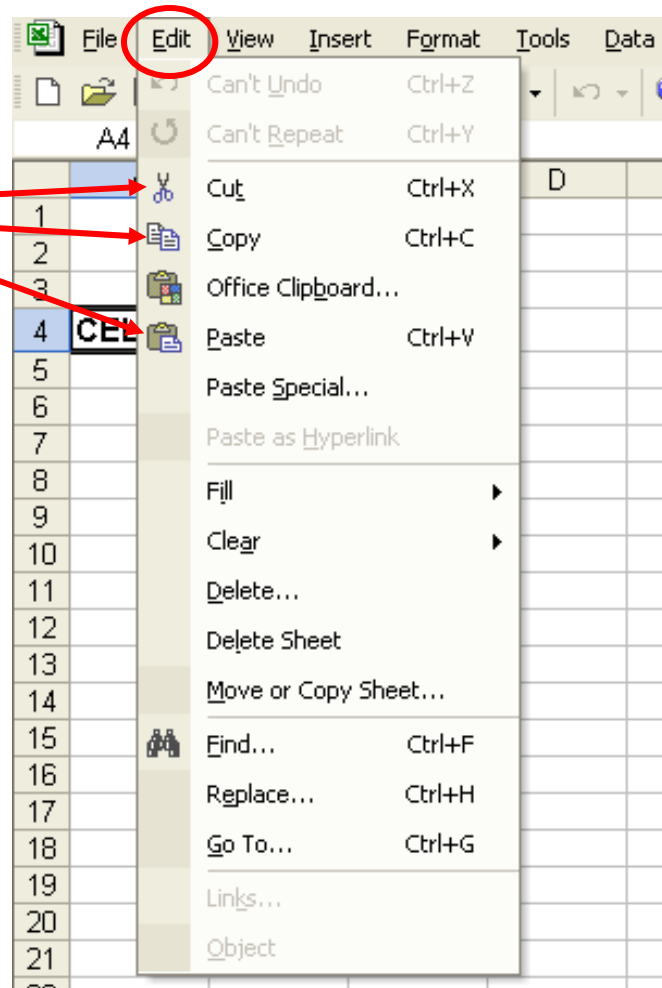 File Edit View Insert Format Tools Data
Can't Undo Ctrl+Z
A4 Can't Repeat Ctrl+Y
D
Cut Ctrl+X
1
Copy Ctrl+C
2
Office Clipboard...
3
4 CEL Paste Ctrl+V
5
Paste Special...
6
7 Paste as Hyperlink
8
Fill
9
Clear
10
11 Delete...
12
Delete Sheet
13
Move or Copy Sheet...
14
15 Find... Ctrl+F
16
Replace... Ctrl+H
17
18 Go To... Ctrl+G
19
Links...
20
Object
21